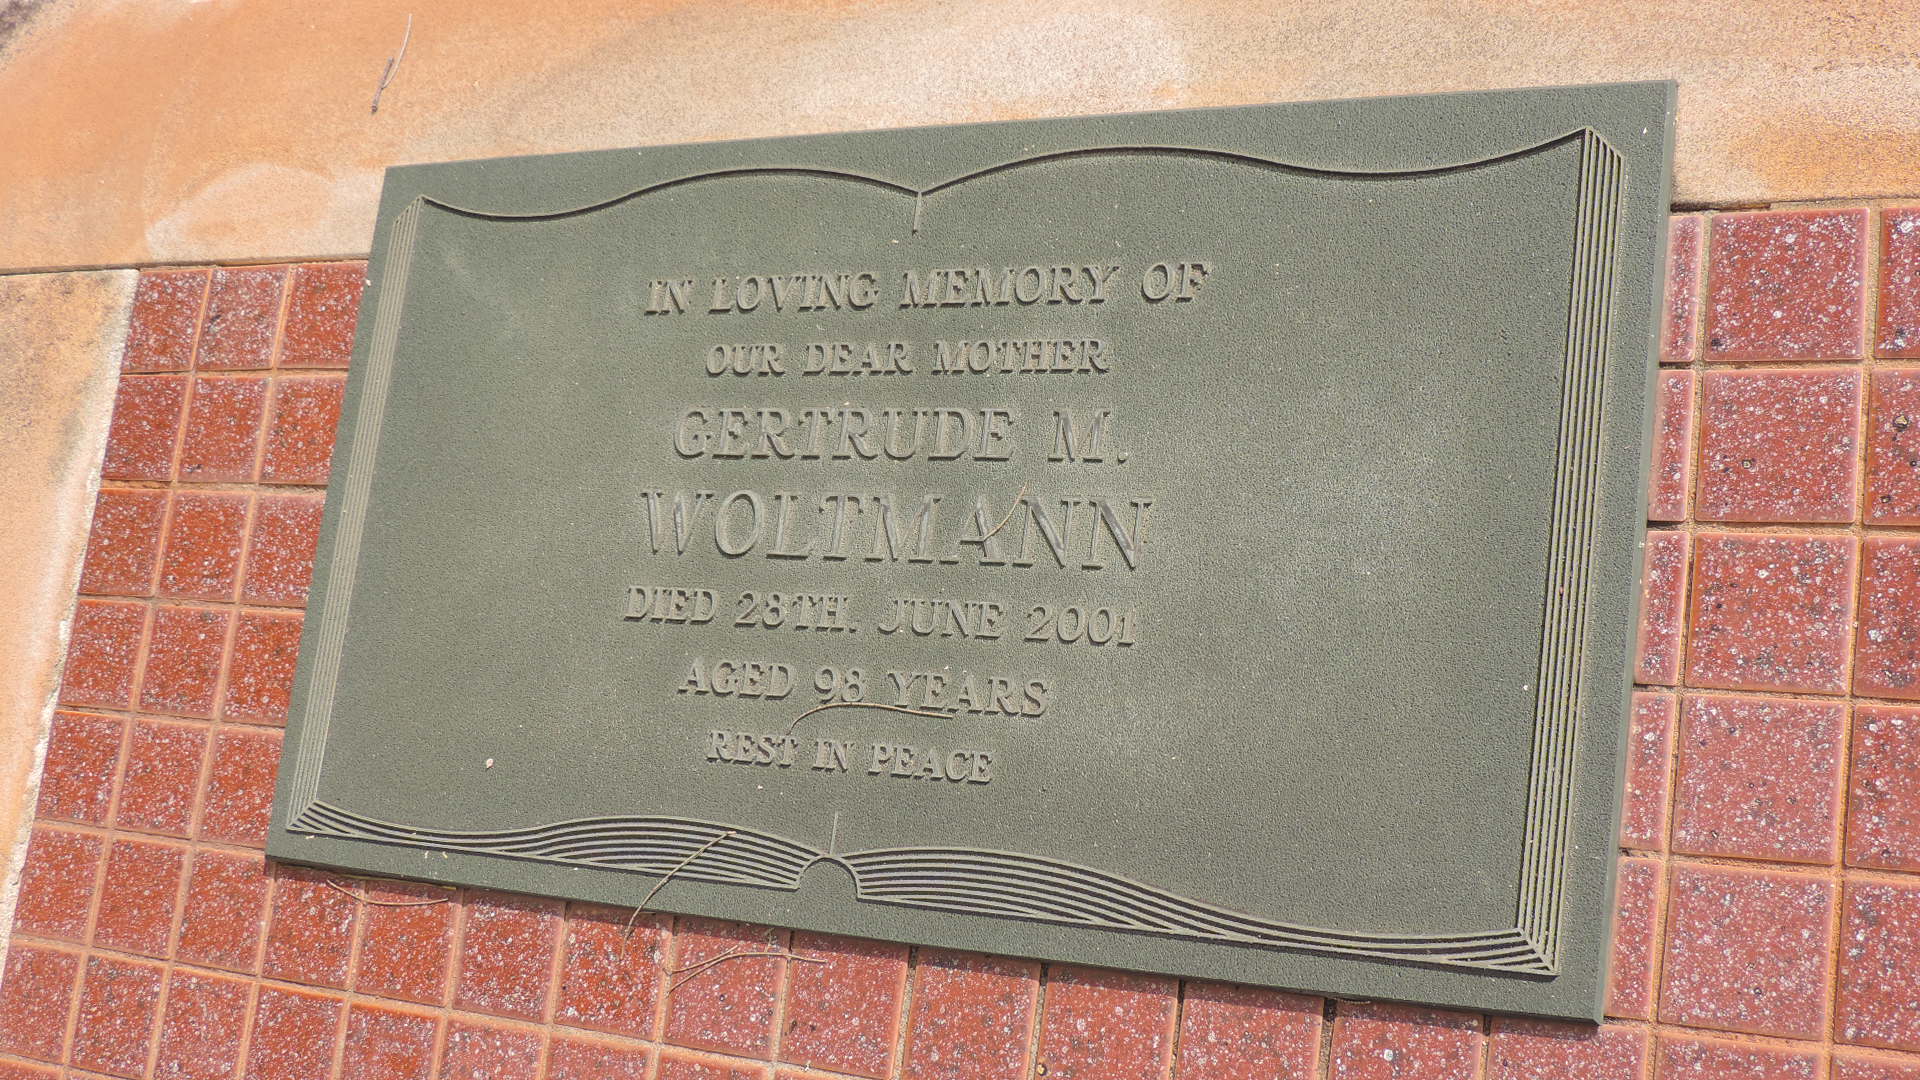 IN LOVING MEMORY OF
OUR DEAR MOTHER
GERTRUDE M.
WOLTMANN
DIED 28TH. JUNE 2001
AGED 98 YEARS
REST IN PEACE